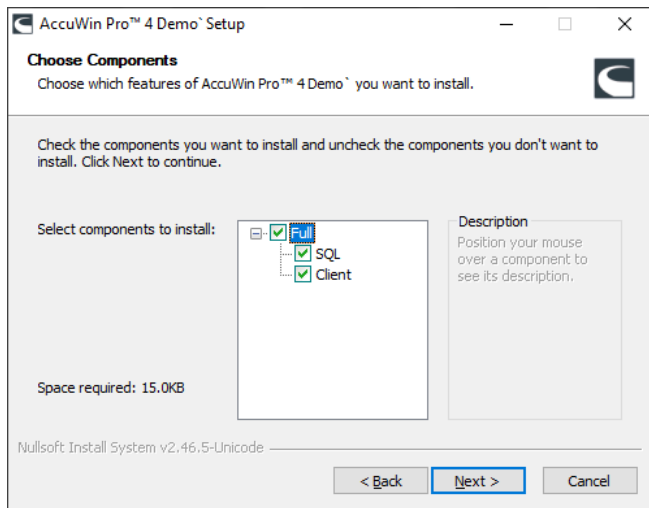 AccuWin Pro™ 4 Demo` Setup
Choose Components
Choose which features of AccuWin Pro™ 4 Demo` you want to install.
Check the components you want to install and uncheck the components you don't want to
install. Click Next to continue.
Select components to install:
Full
SQL
Client
Description
Position your mouse
over a component to
see its description.
Space required: 15.0KB
Nullsoft Install System v2.46.5-Unicode
< Back
Next >
Cancel